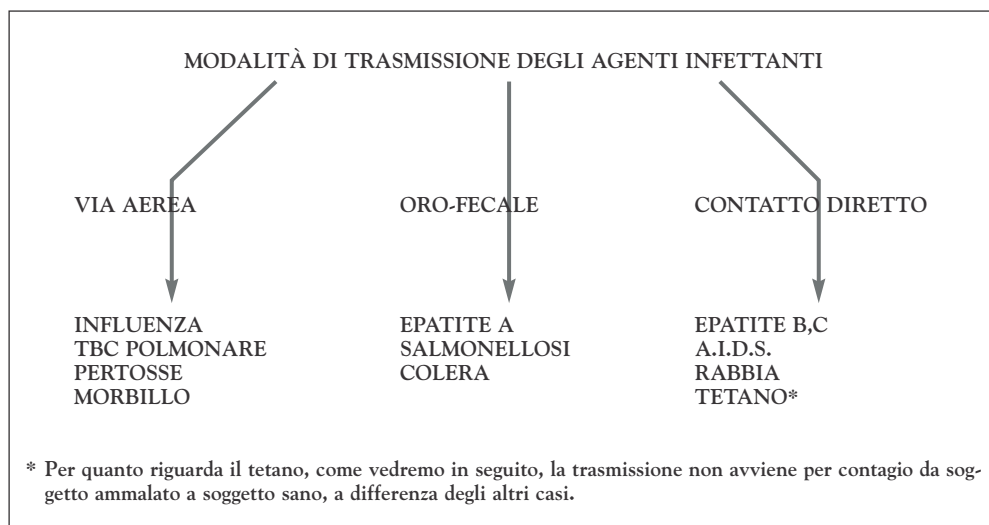 MODALITÀ DI TRASMISSIONE DEGLI AGENTI INFETTANTI
VIA AEREA
ORO-FECALE
CONTATTO DIRETTO
INFLUENZA
TBC POLMONARE
PERTOSSE
MORBILLO
EPATITE A
SALMONELLOSI
COLERA
EPATITE B,C
A.I.D.S.
RABBIA
TETANO*
* Per quanto riguarda il tetano, come vedremo in seguito, la trasmissione non avviene per contagio da sog-
getto ammalato a soggetto sano, a differenza degli altri casi.